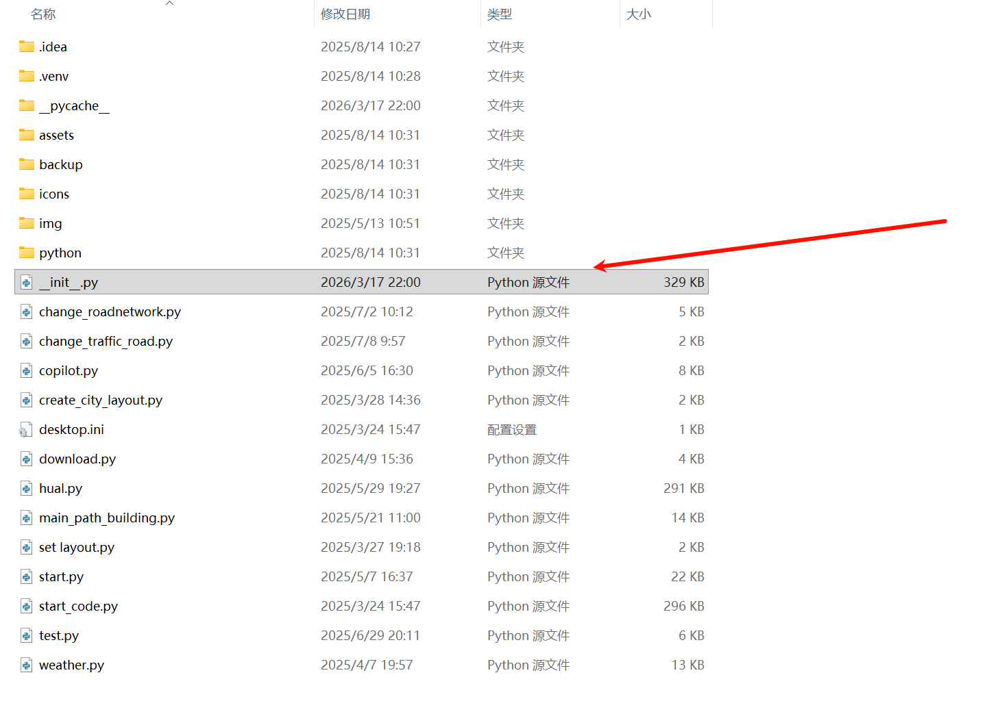 名称 修改日期 类型 大小
.idea 2025/8/14 10:27 文件夹
.venv 2025/8/14 10:28 文件夹
__pycache__ 2026/3/17 22:00 文件夹
assets 2025/8/14 10:31 文件夹
backup 2025/8/14 10:31 文件夹
icons 2025/8/14 10:31 文件夹
img 2025/5/13 10:51 文件夹
python 2025/8/14 10:31 文件夹
__init__.py 2026/3/17 22:00 Python 源文件 329 KB
change_roadnetwork.py 2025/7/2 10:12 Python 源文件 5 KB
change_traffic_road.py 2025/7/8 9:57 Python 源文件 2 KB
copilot.py 2025/6/5 16:30 Python 源文件 8 KB
create_city_layout.py 2025/3/28 14:36 Python 源文件 2 KB
desktop.ini 2025/3/24 15:47 配置设置 1 KB
download.py 2025/4/9 15:36 Python 源文件 4 KB
hual.py 2025/5/29 19:27 Python 源文件 291 KB
main_path_building.py 2025/5/21 11:00 Python 源文件 14 KB
set layout.py 2025/3/27 19:18 Python 源文件 2 KB
start.py 2025/5/7 16:37 Python 源文件 22 KB
start_code.py 2025/3/24 15:47 Python 源文件 296 KB
test.py 2025/6/29 20:11 Python 源文件 6 KB
weather.py 2025/4/7 19:57 Python 源文件 13 KB